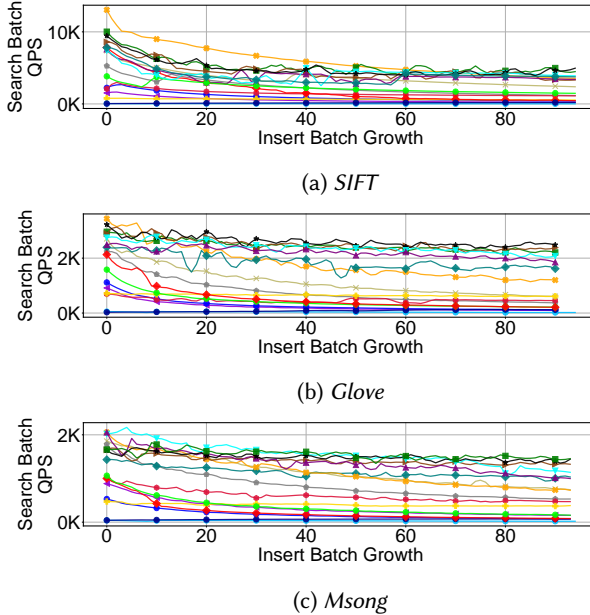 Search Batch
QPS
10K
0K
0
20
40
60
80
Insert Batch Growth
(a) SIFT
Search Batch
QPS
2K
0K
0
20
40
60
80
Insert Batch Growth
(b) Glove
Search Batch
QPS
2K
0K
0
20
40
60
80
Insert Batch Growth
(c) Msong